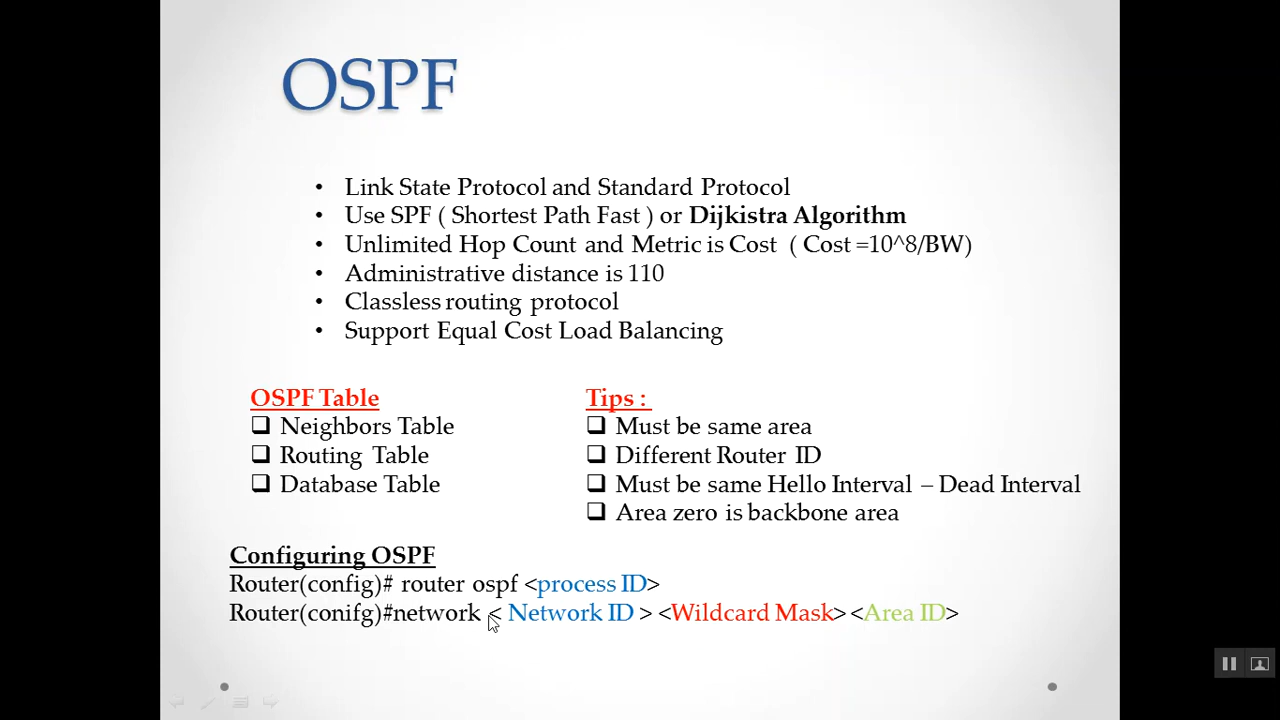 OSPF
• Link State Protocol and Standard Protocol
• Use SPF ( Shortest Path Fast ) or Dijkistra Algorithm
• Unlimited Hop Count and Metric is Cost ( Cost =10^8/BW)
• Administrative distance is 110
• Classless routing protocol
• Support Equal Cost Load Balancing
OSPF Table
❑ Neighbors Table
❑ Routing Table
❑ Database Table
Tips :
❑ Must be same area
❑ Different Router ID
❑ Must be same Hello Interval – Dead Interval
❑ Area zero is backbone area
Configuring OSPF
Router(config)# router ospf <process ID>
Router(conifg)#network < Network ID > <Wildcard Mask> <Area ID>